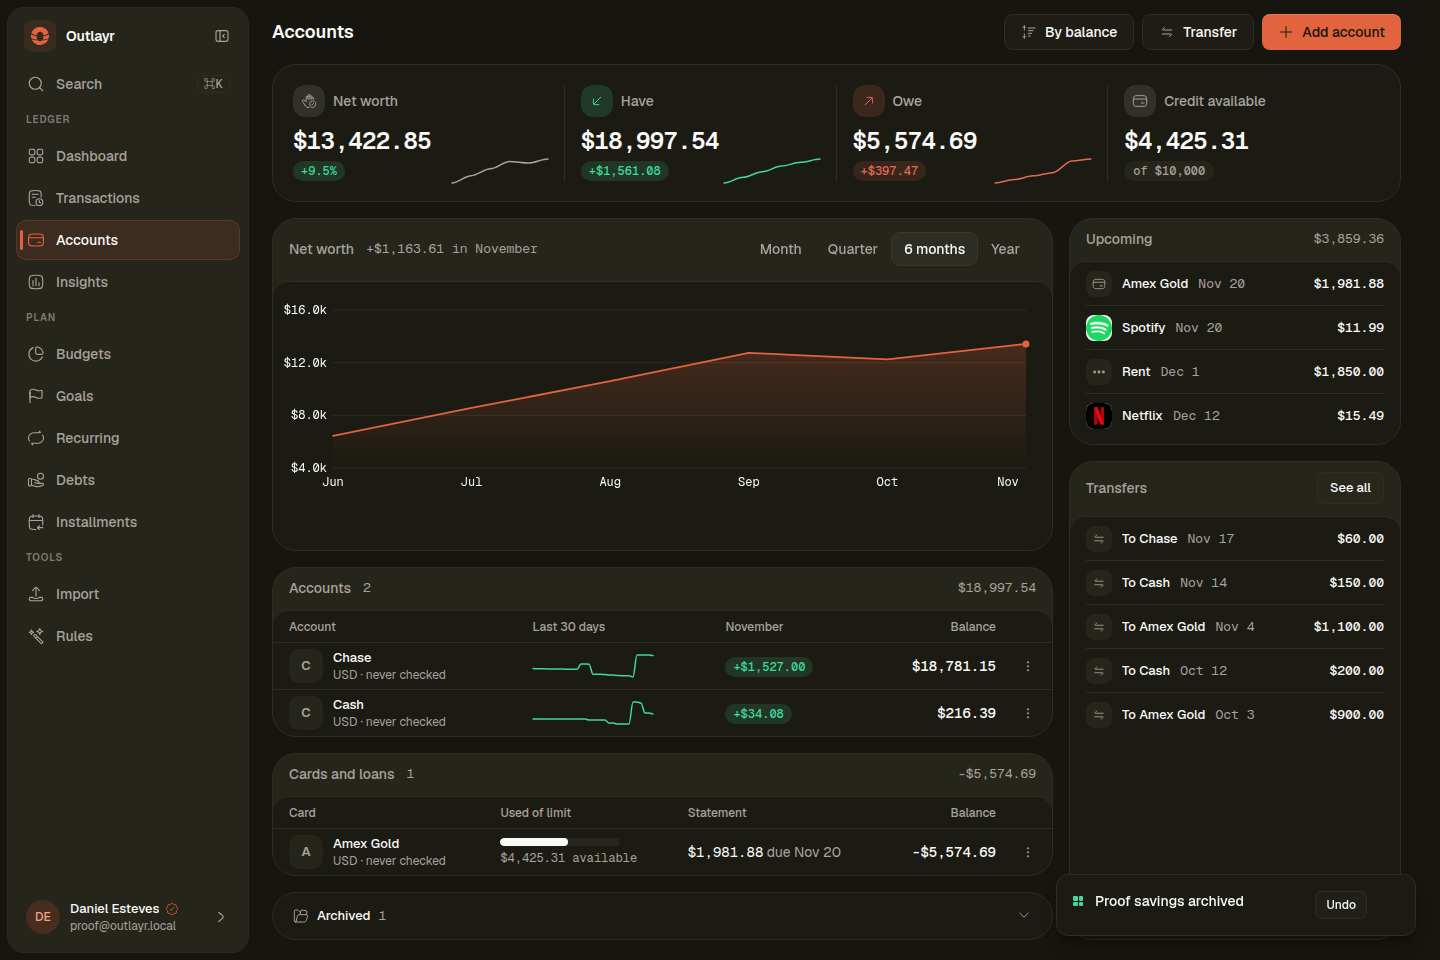 Outlayr
Search ⌘K
LEDGER
Dashboard
Transactions
Accounts
Insights
PLAN
Budgets
Goals
Recurring
Debts
Installments
TOOLS
Import
Rules
DE
Daniel Esteves
proof@outlayr.local
Accounts
By balance
Transfer
Add account
Net worth
$13,422.85
+9.5%
Have
$18,997.54
+$1,561.08
Owe
$5,574.69
+$397.47
Credit available
$4,425.31
of $10,000
Net worth +$1,163.61 in November
Month Quarter 6 months Year
$16.0k
$12.0k
$8.0k
$4.0k
Jun Jul Aug Sep Oct Nov
Accounts 2 $18,997.54
Account Last 30 days November Balance
C
Chase
USD · never checked
+$1,527.00
$18,781.15
C
Cash
USD · never checked
+$34.08
$216.39
Cards and loans 1 -$5,574.69
Card Used of limit Statement Balance
A
Amex Gold
USD · never checked
$4,425.31 available
$1,981.88 due Nov 20
-$5,574.69
Archived 1
Upcoming $3,859.36
Amex Gold Nov 20 $1,981.88
Spotify Nov 20 $11.99
Rent Dec 1 $1,850.00
N
Netflix Dec 12 $15.49
Transfers See all
To Chase Nov 17 $60.00
To Cash Nov 14 $150.00
To Amex Gold Nov 4 $1,100.00
To Cash Oct 12 $200.00
To Amex Gold Oct 3 $900.00
Proof savings archived
Undo